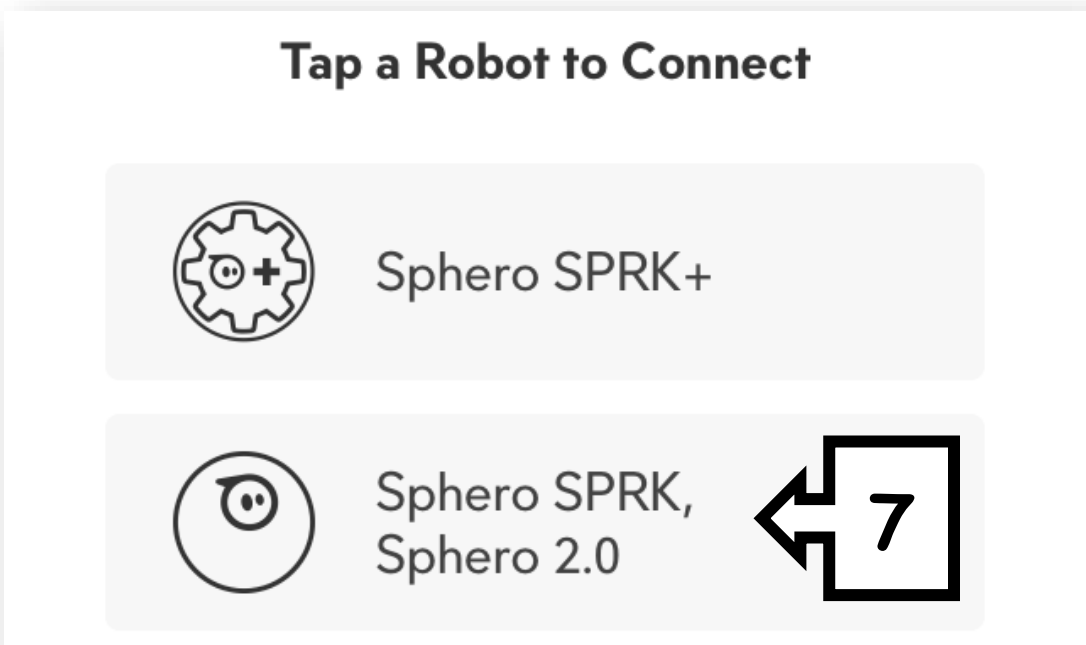 Tap a Robot to Connect
Sphero SPRK+
Sphero SPRK,
Sphero 2.0
7